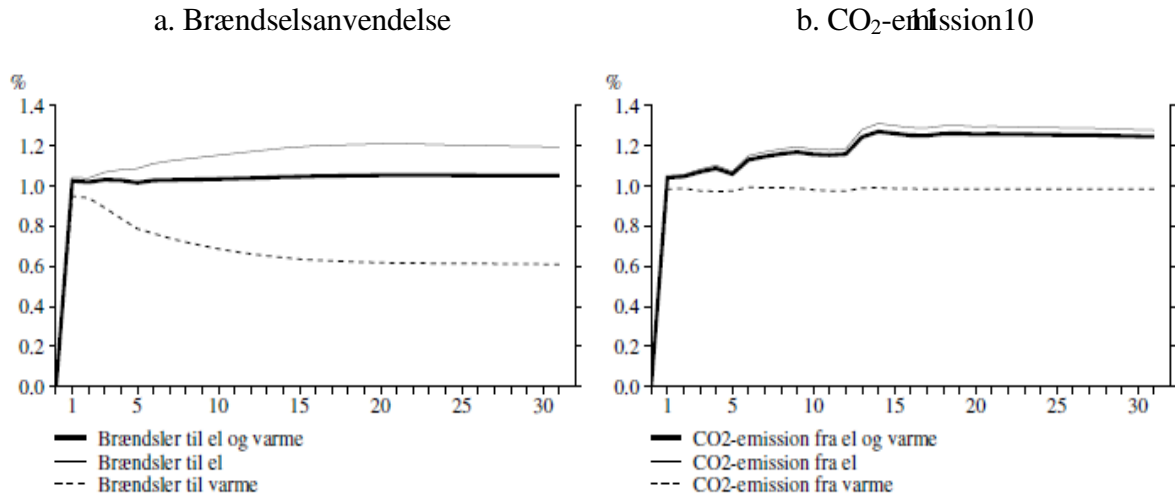 a. Brændselsanvendelse
%
1.4
1.2
1.0
0.8
0.6
0.4
0.2
0.0
1 5 10 15 20 25 30
Brændsler til el og varme
Brændsler til el
Brændsler til varme
b. CO₂-emission10
%
1.4
1.2
1.0
0.8
0.6
0.4
0.2
0.0
1 5 10 15 20 25 30
CO2-emission fra el og varme
CO2-emission fra el
CO2-emission fra varme